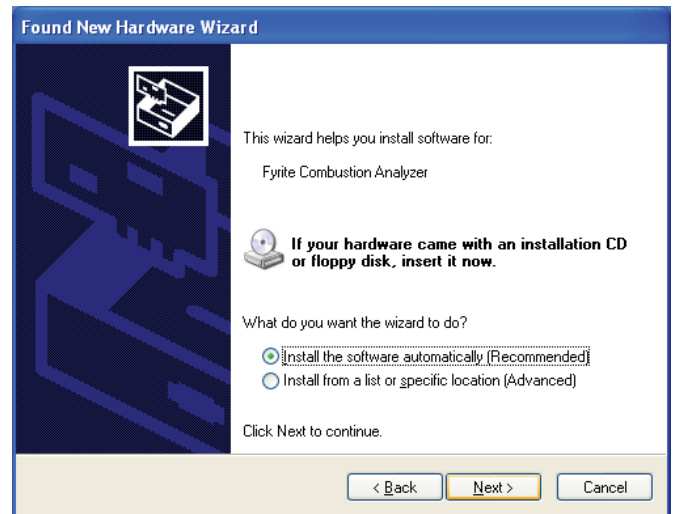 Found New Hardware Wizard
This wizard helps you install software for:
Fyrite Combustion Analyzer
If your hardware came with an installation CD
or floppy disk, insert it now.
What do you want the wizard to do?
Install the software automatically (Recommended)
Install from a list or specific location (Advanced)
Click Next to continue.
< Back Next > Cancel